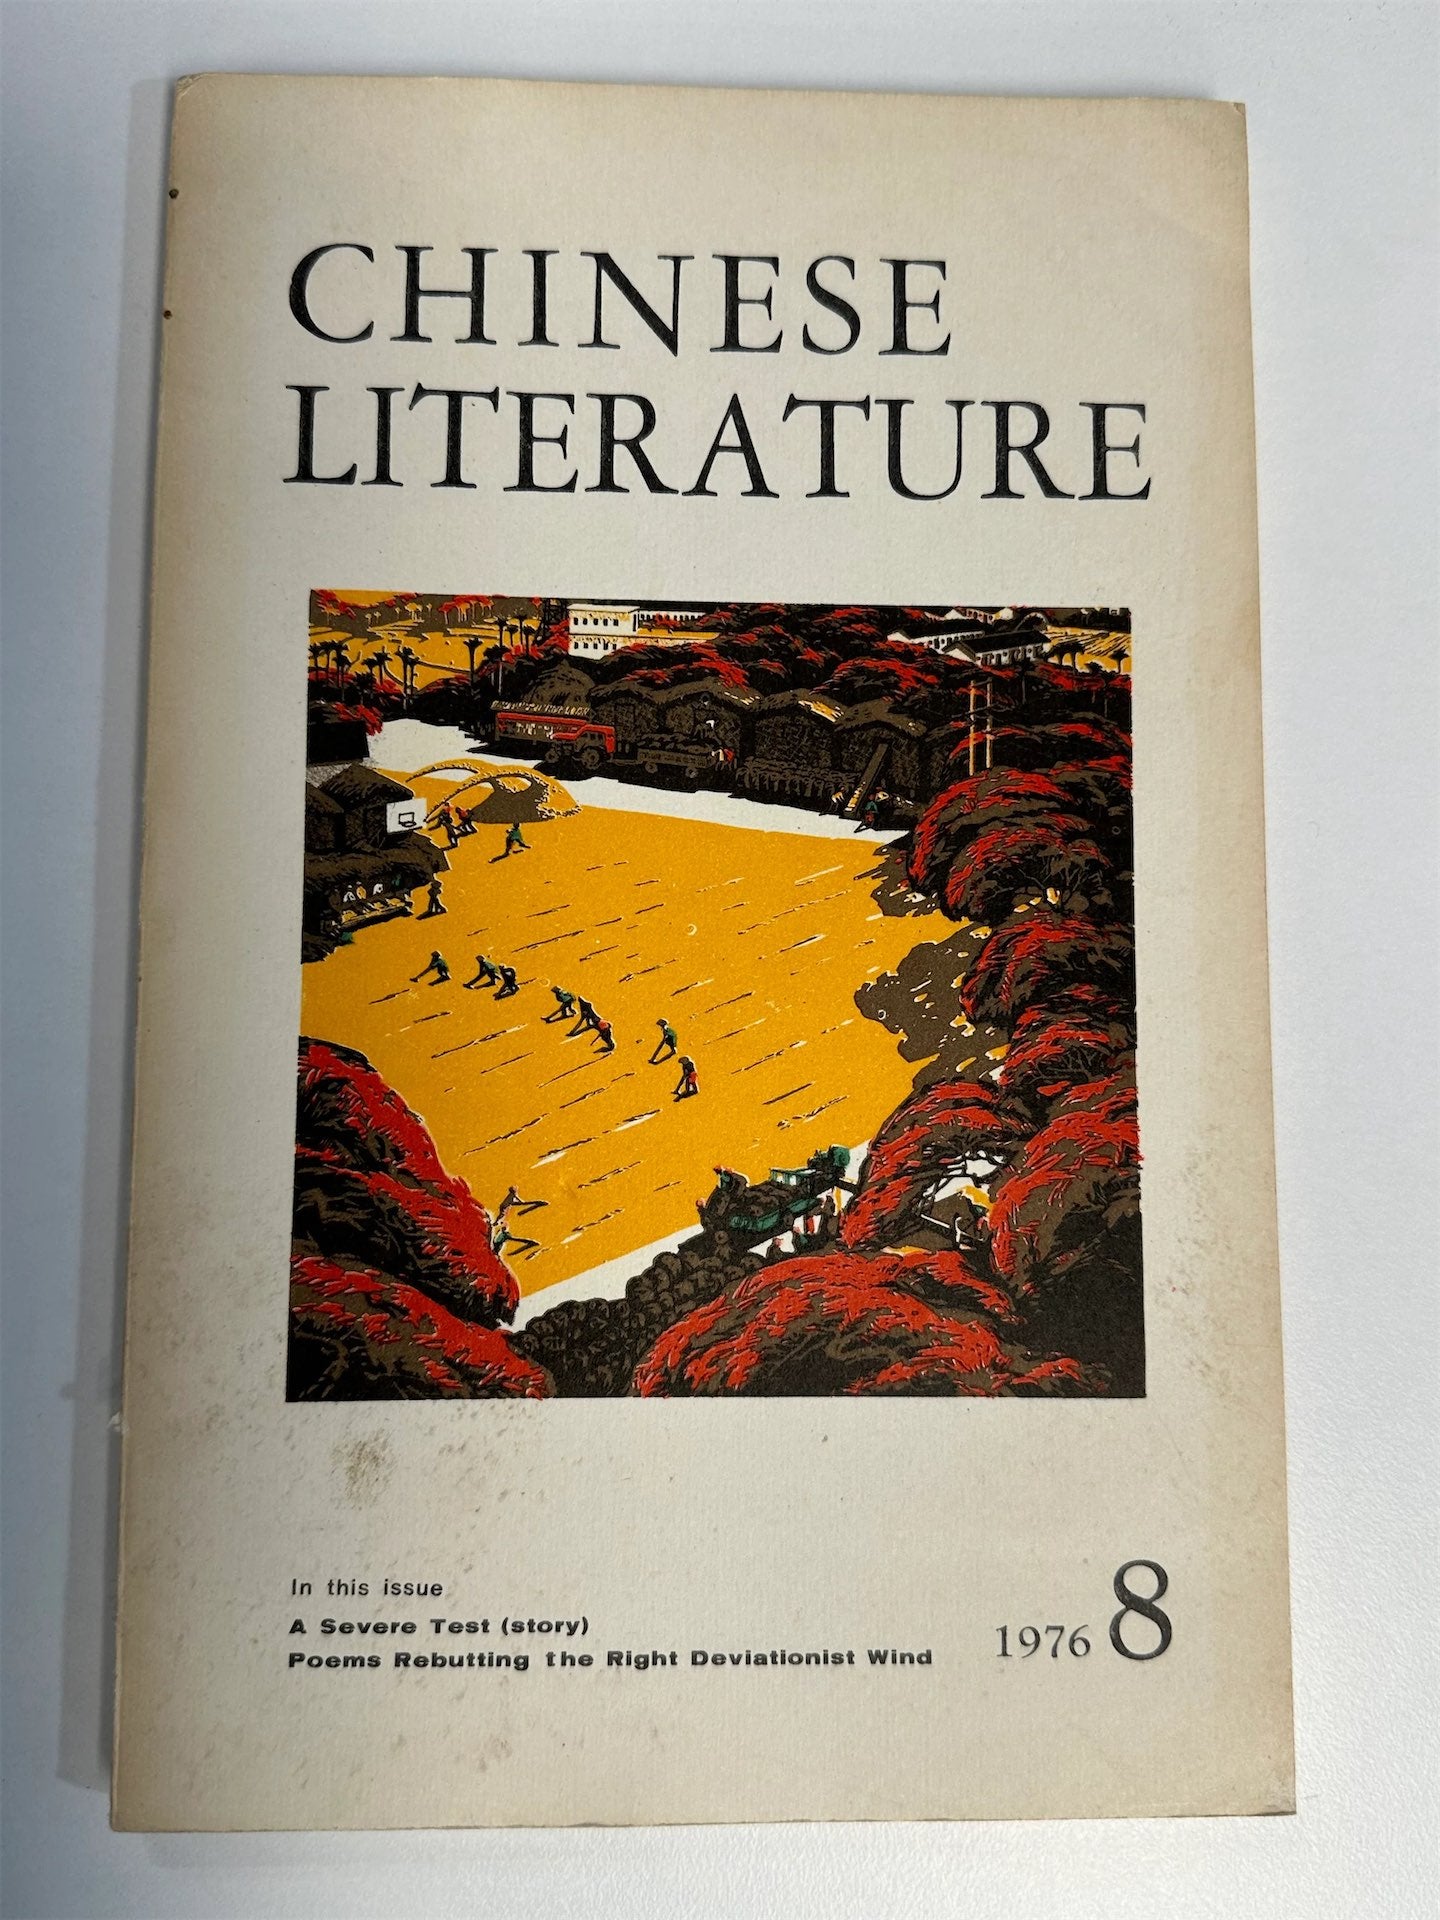 CHINESE
LITERATURE
In this issue
A Severe Test (story)
Poems Rebutting the Right Deviationist Wind
1976 8